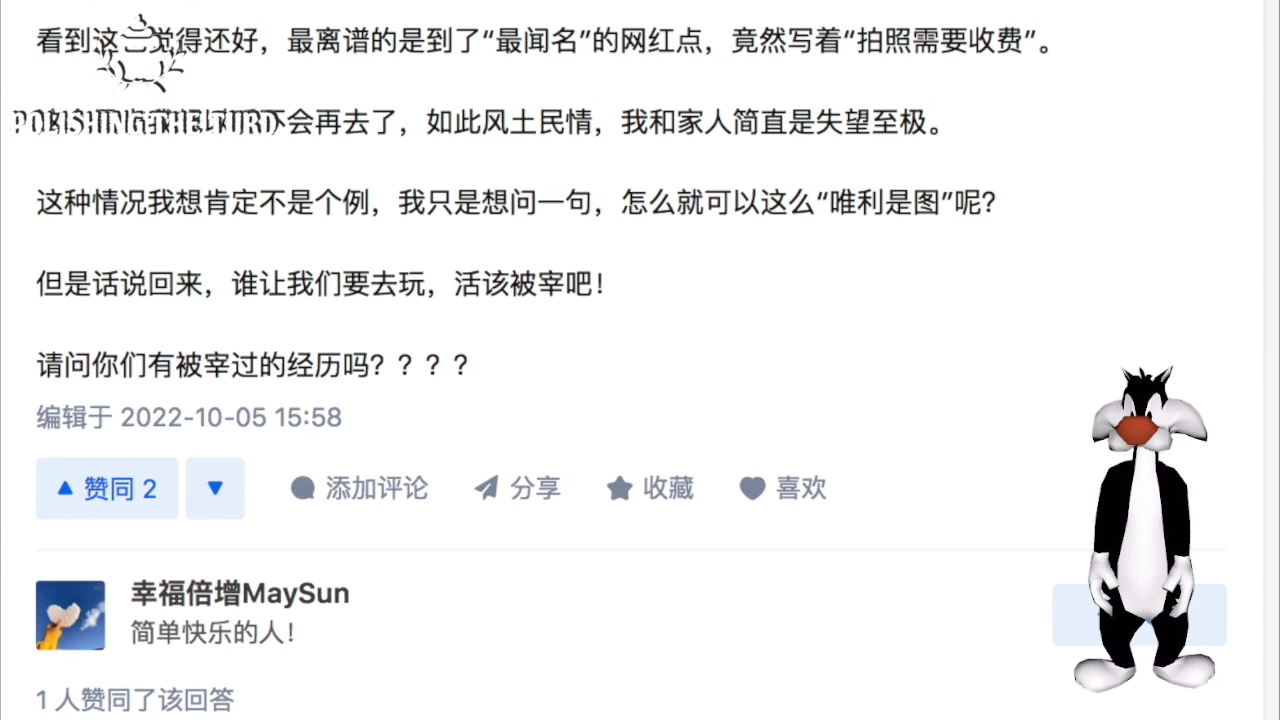 看到这 觉得还好，最离谱的是到了“最闻名”的网红点，竟然写着“拍照需要收费”。
POLISHINGTHETURD
不会再去了，如此风土民情，我和家人简直是失望至极。
这种情况我想肯定不是个例，我只是想问一句，怎么就可以这么“唯利是图”呢？
但是话说回来，谁让我们要去玩，活该被宰吧！
请问你们有被宰过的经历吗？？？？
编辑于 2022-10-05 15:58
赞同 2
添加评论
分享
收藏
喜欢
幸福倍增MaySun
简单快乐的人！
1 人赞同了该回答